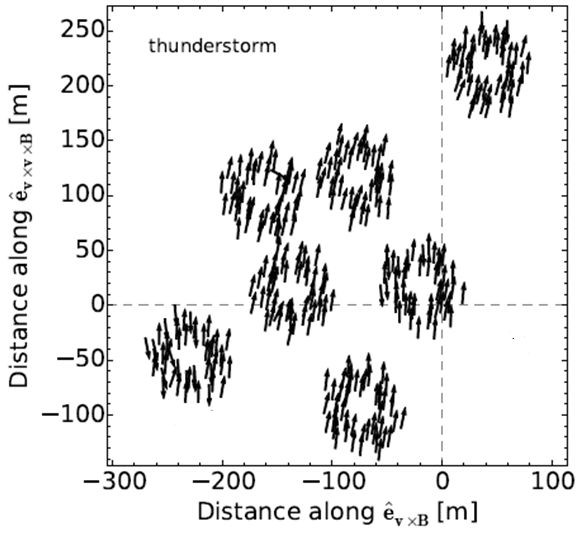 thunderstorm
250
200
150
100
50
0
−50
−100
−300 −200 −100 0 100
Distance along ê_v×v×B [m]
Distance along ê_v×B [m]